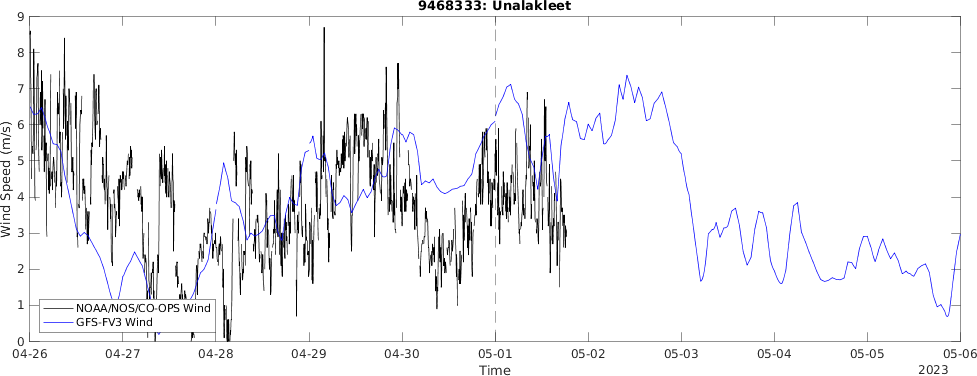 9468333: Unalakleet
Wind Speed (m/s)
9
8
7
6
5
4
3
2
1
0
NOAA/NOS/CO-OPS Wind
GFS-FV3 Wind
04-26 04-27 04-28 04-29 04-30 05-01 05-02 05-03 05-04 05-05 05-06
Time
2023